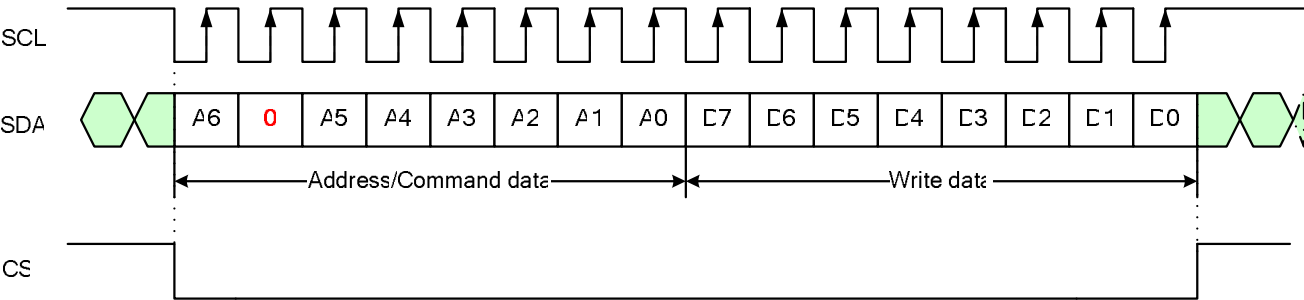 SCL
SDA A6 0 A5 A4 A3 A2 A1 A0 D7 D6 D5 D4 D3 D2 D1 D0
Address/Command data Write data
CS